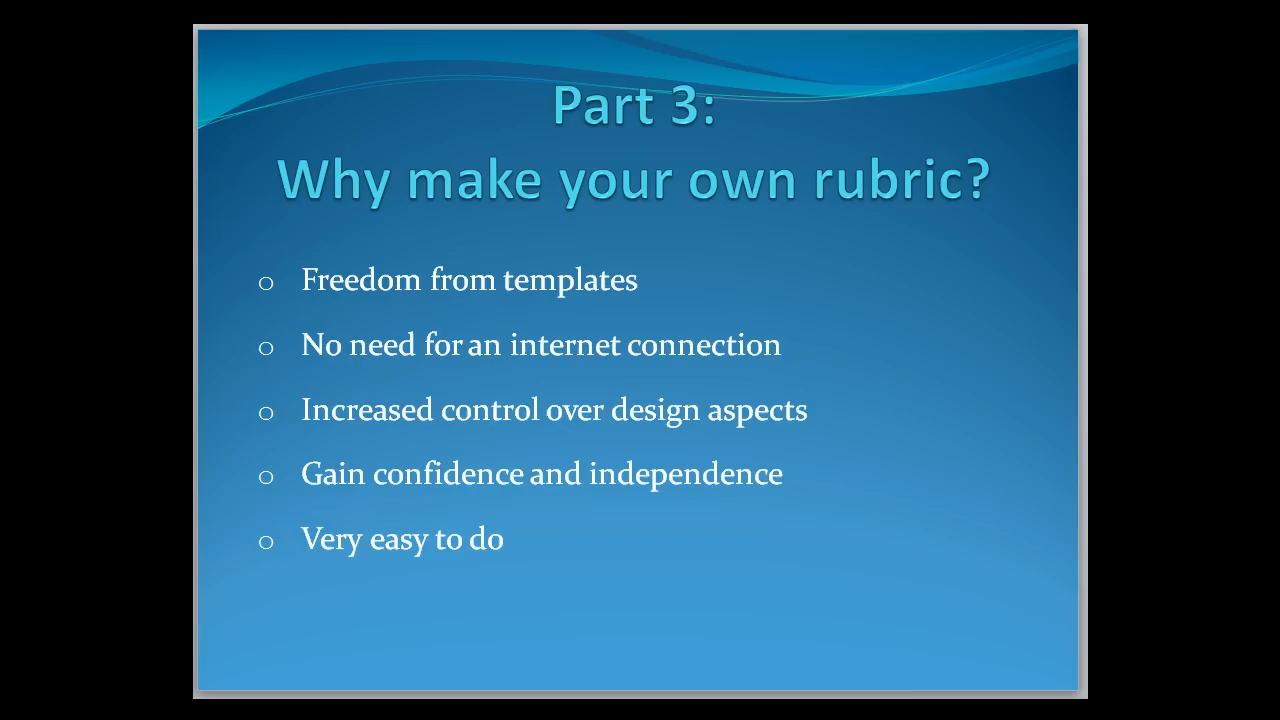 Part 3:
Why make your own rubric?
o Freedom from templates
o No need for an internet connection
o Increased control over design aspects
o Gain confidence and independence
o Very easy to do